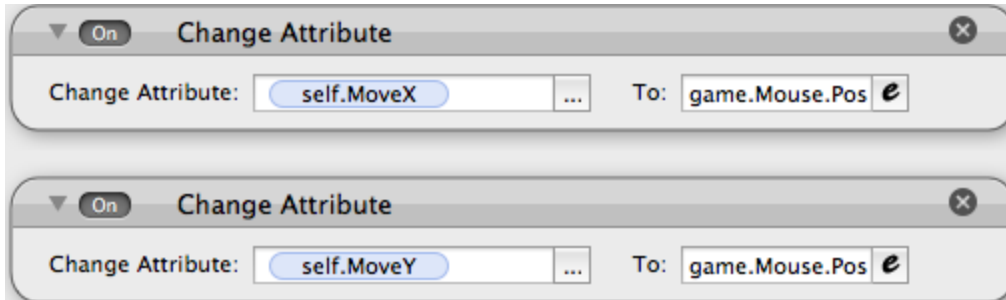 On Change Attribute
Change Attribute: self.MoveX ... To: game.Mouse.Pos e
On Change Attribute
Change Attribute: self.MoveY ... To: game.Mouse.Pos e